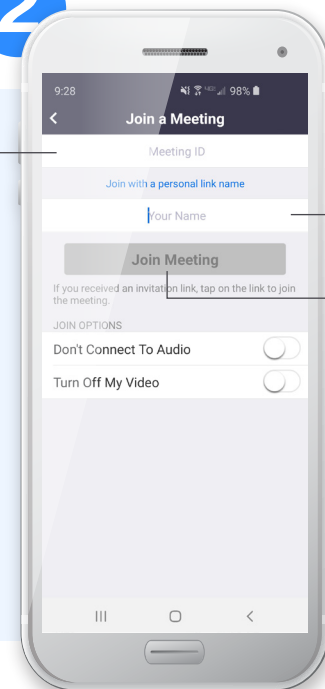 2
9:28 98%
Join a Meeting
Meeting ID
Join with a personal link name
Your Name
Join Meeting
If you received an invitation link, tap on the link to join
the meeting.
JOIN OPTIONS
Don't Connect To Audio
Turn Off My Video